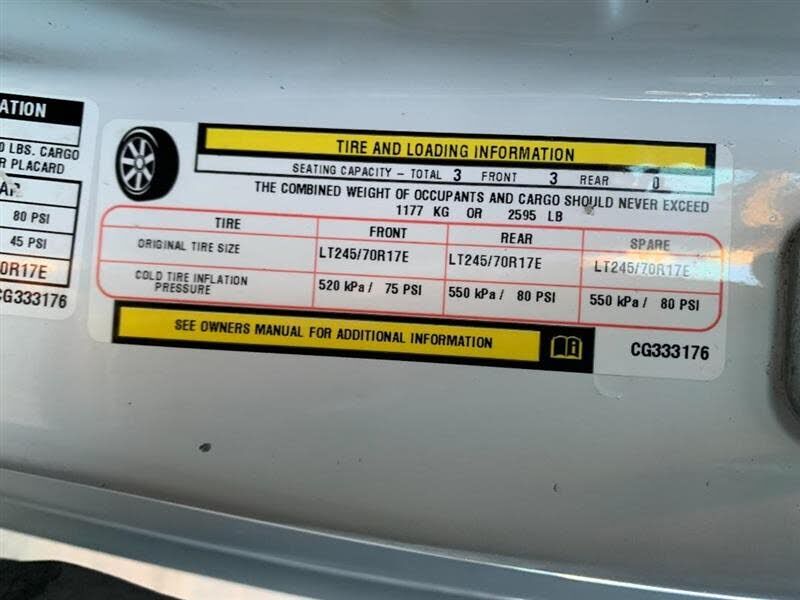 ATION
0 LBS. CARGO
R PLACARD
AR
80 PSI
45 PSI
0R17E
CG333176
TIRE AND LOADING INFORMATION
SEATING CAPACITY – TOTAL 3 FRONT 3 REAR 0
THE COMBINED WEIGHT OF OCCUPANTS AND CARGO SHOULD NEVER EXCEED
1177 KG OR 2595 LB
TIRE FRONT REAR SPARE
ORIGINAL TIRE SIZE LT245/70R17E LT245/70R17E LT245/70R17E
COLD TIRE INFLATION
PRESSURE 520 kPa / 75 PSI 550 kPa / 80 PSI 550 kPa / 80 PSI
SEE OWNERS MANUAL FOR ADDITIONAL INFORMATION
CG333176